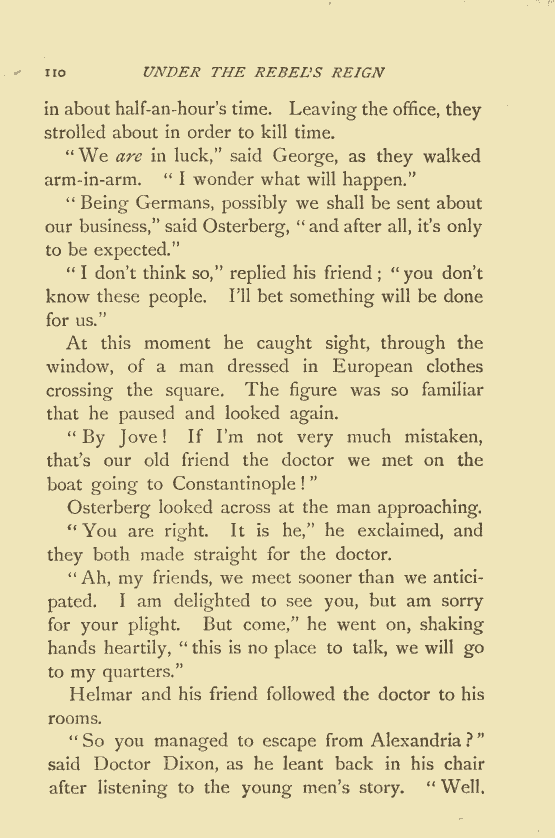 110 UNDER THE REBEL'S REIGN
in about half-an-hour's time. Leaving the office, they
strolled about in order to kill time.
“We are in luck,” said George, as they walked
arm-in-arm. “I wonder what will happen.”
“Being Germans, possibly we shall be sent about
our business,” said Osterberg, “and after all, it's only
to be expected.”
“I don't think so,” replied his friend; “you don't
know these people. I'll bet something will be done
for us.”
At this moment he caught sight, through the
window, of a man dressed in European clothes
crossing the square. The figure was so familiar
that he paused and looked again.
“By Jove! If I'm not very much mistaken,
that's our old friend the doctor we met on the
boat going to Constantinople!”
Osterberg looked across at the man approaching.
“You are right. It is he,” he exclaimed, and
they both made straight for the doctor.
“Ah, my friends, we meet sooner than we antici-
pated. I am delighted to see you, but am sorry
for your plight. But come,” he went on, shaking
hands heartily, “this is no place to talk, we will go
to my quarters.”
Helmar and his friend followed the doctor to his
rooms.
“So you managed to escape from Alexandria?”
said Doctor Dixon, as he leant back in his chair
after listening to the young men's story. “Well.